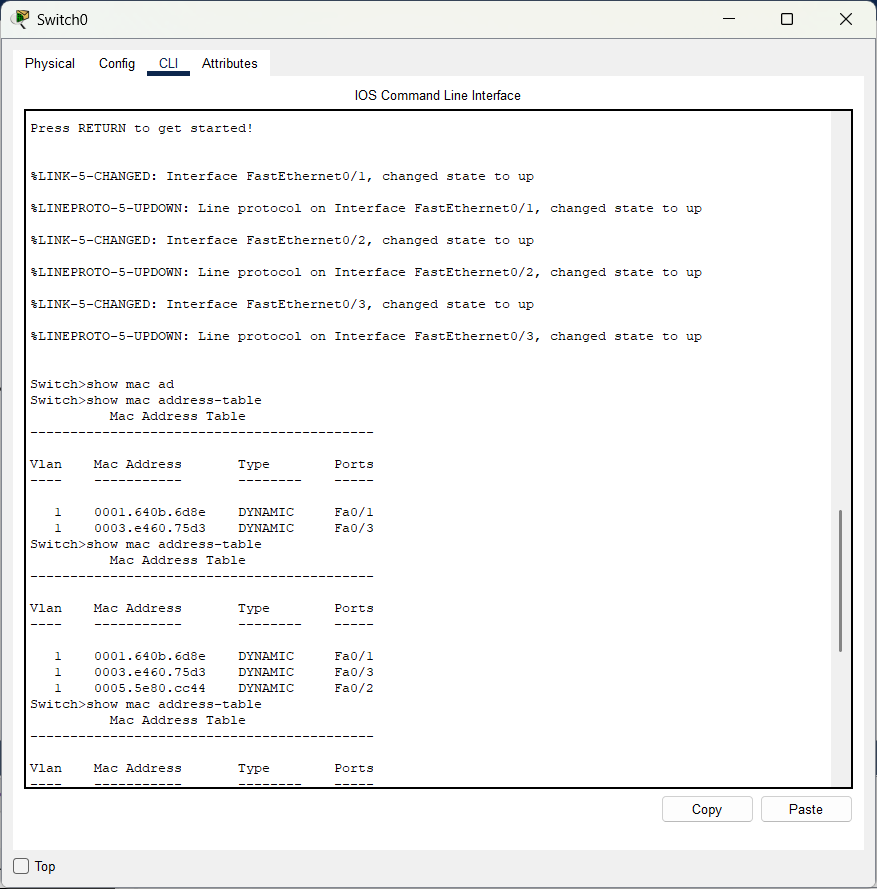 Switch0
Physical Config CLI Attributes
IOS Command Line Interface
Press RETURN to get started!
%LINK-5-CHANGED: Interface FastEthernet0/1, changed state to up
%LINEPROTO-5-UPDOWN: Line protocol on Interface FastEthernet0/1, changed state to up
%LINK-5-CHANGED: Interface FastEthernet0/2, changed state to up
%LINEPROTO-5-UPDOWN: Line protocol on Interface FastEthernet0/2, changed state to up
%LINK-5-CHANGED: Interface FastEthernet0/3, changed state to up
%LINEPROTO-5-UPDOWN: Line protocol on Interface FastEthernet0/3, changed state to up
Switch>show mac ad
Switch>show mac address-table
Mac Address Table
-------------------------------------------
Vlan    Mac Address       Type        Ports
----    -----------       --------    -----
1    0001.640b.6d8e    DYNAMIC     Fa0/1
1    0003.e460.75d3    DYNAMIC     Fa0/3
Switch>show mac address-table
Mac Address Table
-------------------------------------------
Vlan    Mac Address       Type        Ports
----    -----------       --------    -----
1    0001.640b.6d8e    DYNAMIC     Fa0/1
1    0003.e460.75d3    DYNAMIC     Fa0/3
1    0005.5e80.cc44    DYNAMIC     Fa0/2
Switch>show mac address-table
Mac Address Table
-------------------------------------------
Vlan    Mac Address       Type        Ports
----    -----------       --------    -----
Copy Paste
Top